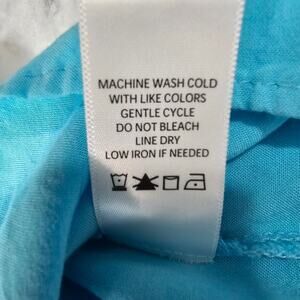 MACHINE WASH COLD
WITH LIKE COLORS
GENTLE CYCLE
DO NOT BLEACH
LINE DRY
LOW IRON IF NEEDED